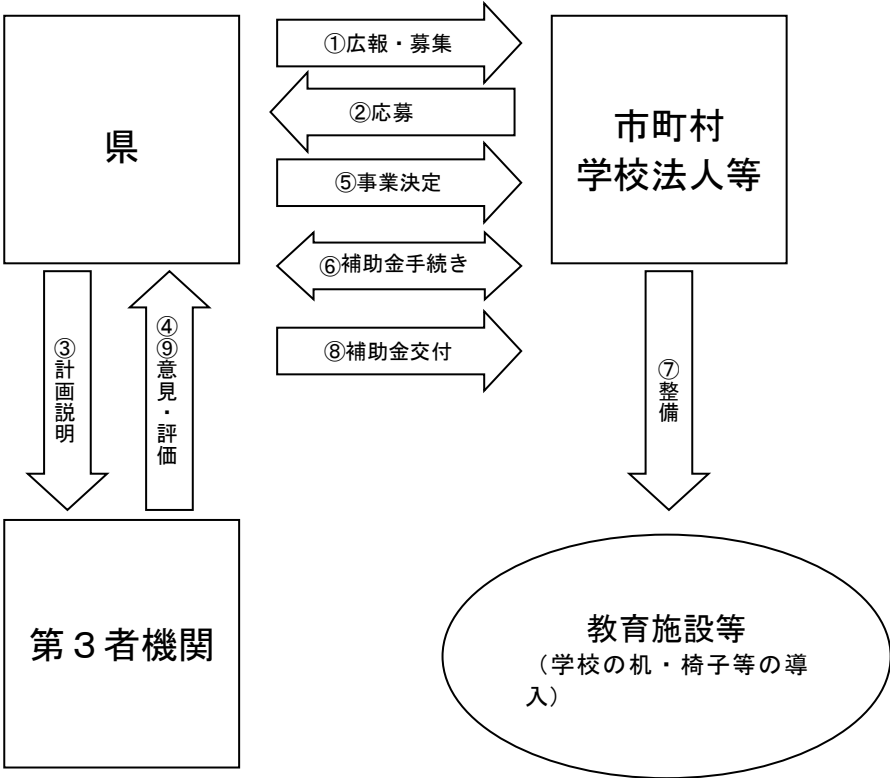 県
①広報・募集
②応募
⑤事業決定
⑥補助金手続き
⑧補助金交付
市町村
学校法人等
③計画説明
④⑨意見・評価
⑦整備
第３者機関
教育施設等
（学校の机・椅子等の導
入）